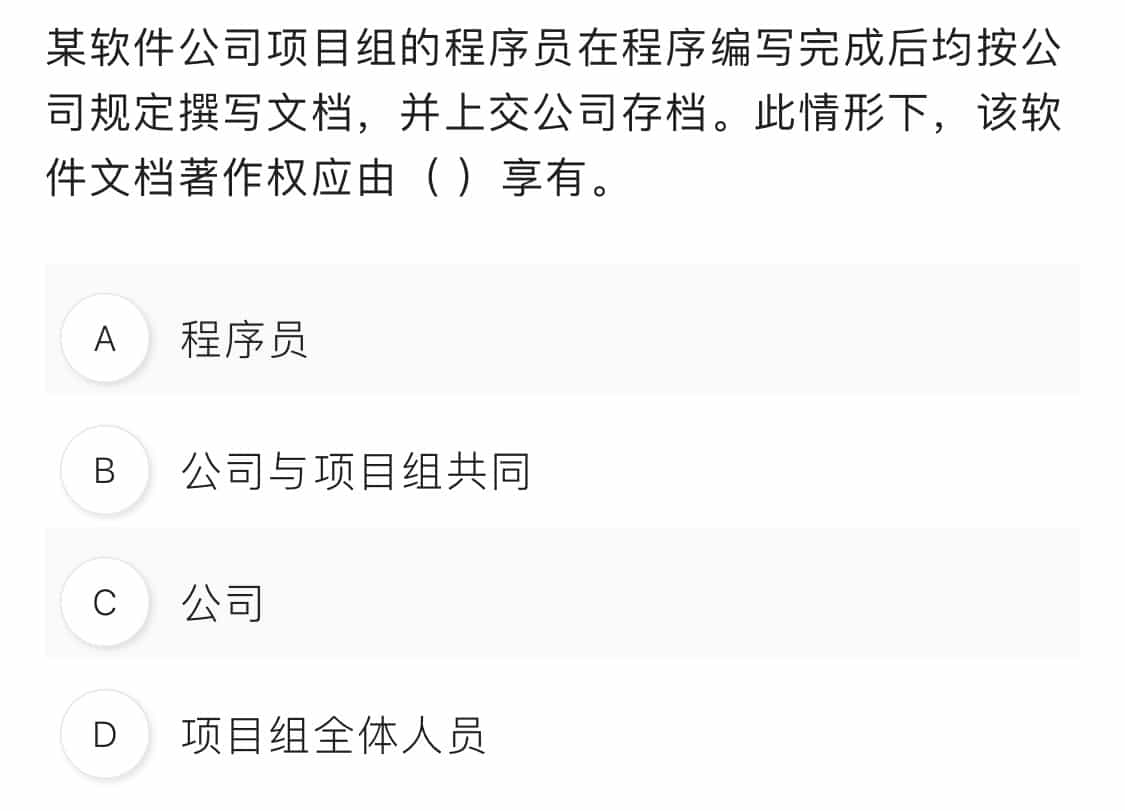 某软件公司项目组的程序员在程序编写完成后均按公
司规定撰写文档，并上交公司存档。此情形下，该软
件文档著作权应由（ ）享有。
A 程序员
B 公司与项目组共同
C 公司
D 项目组全体人员